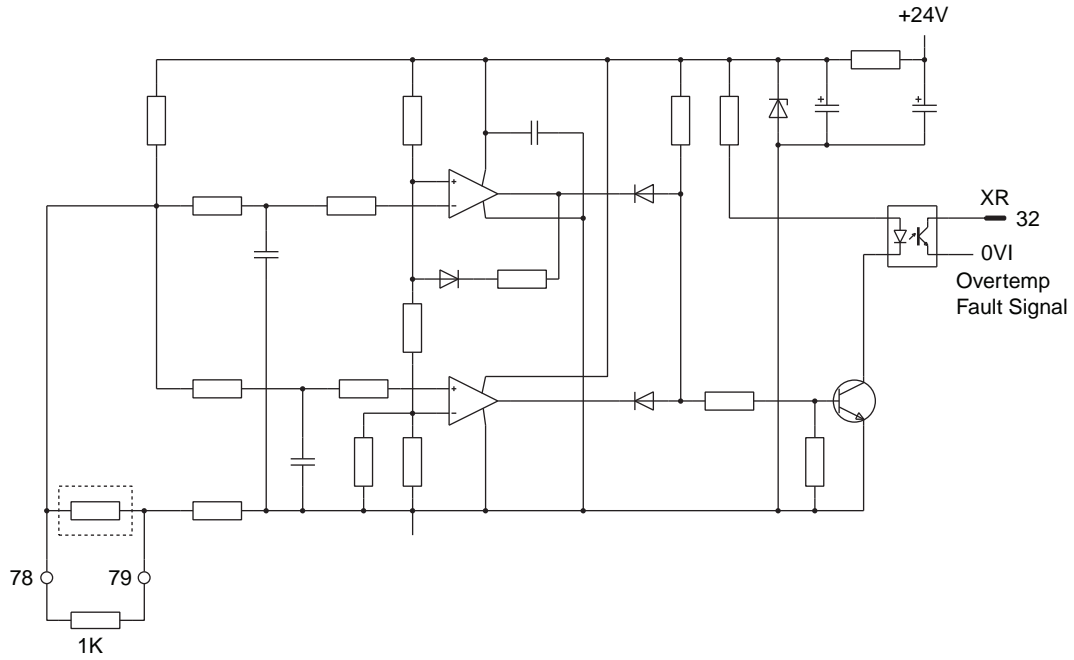 +24V
+
+
+
-
XR
32
0VI
Overtemp
Fault Signal
+
-
78
79
1K